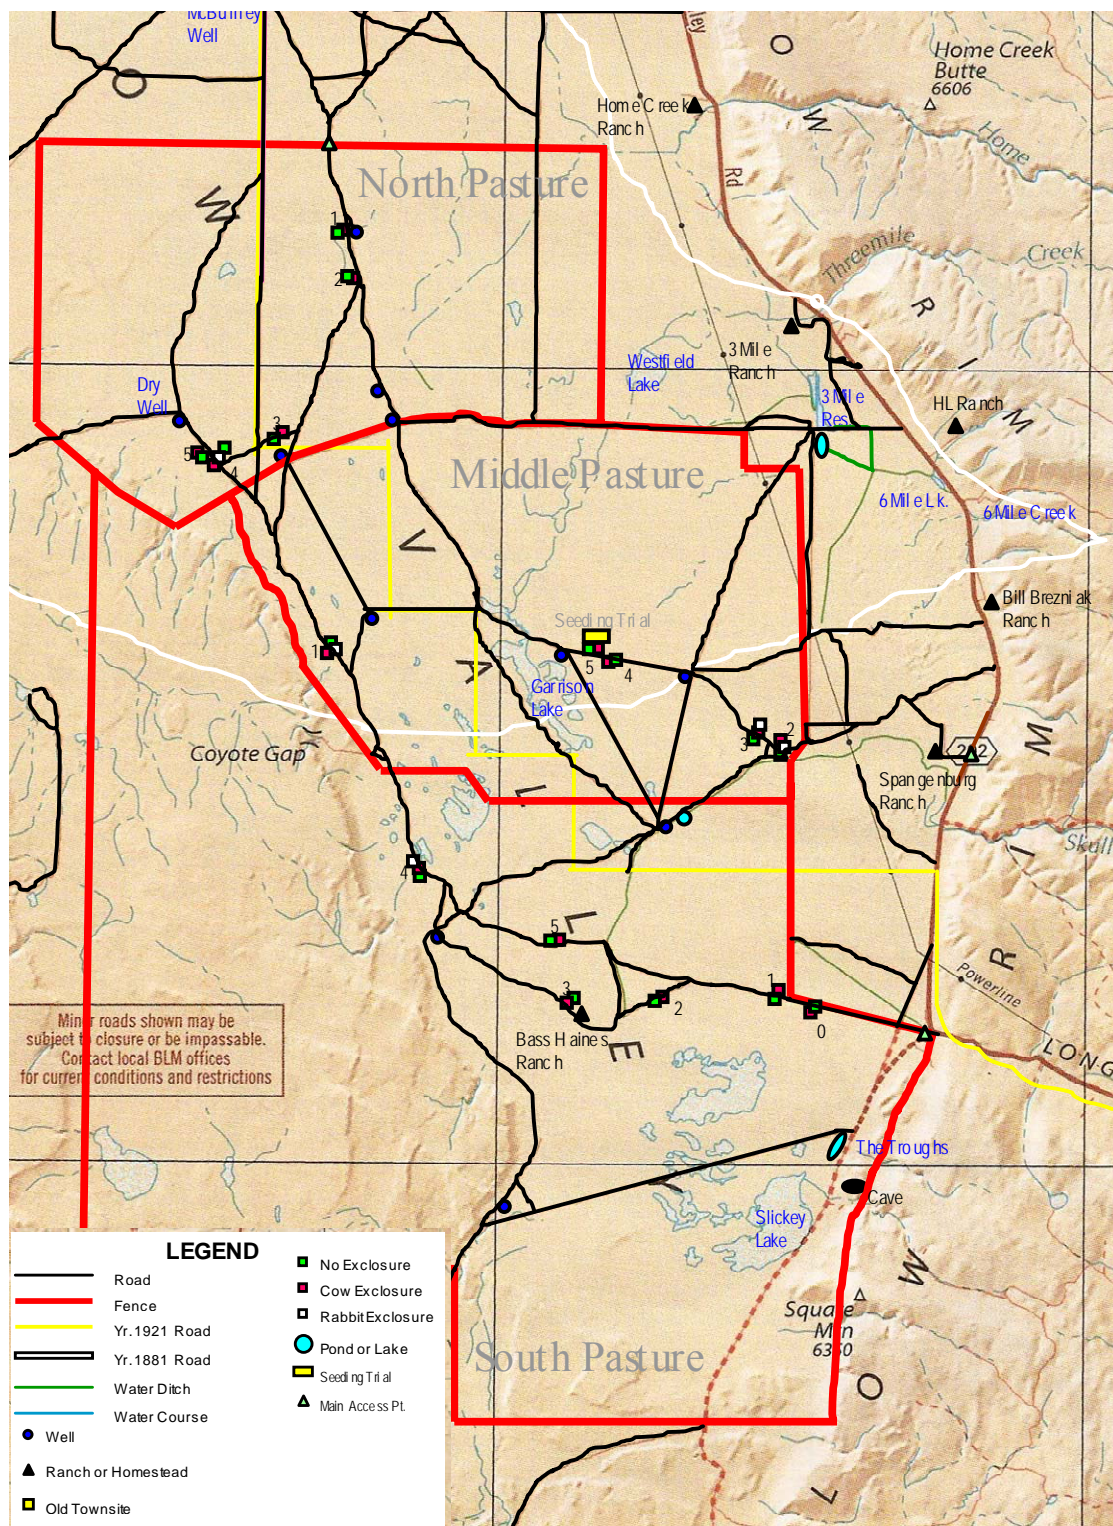 McBurney
Well
ley
Home Creek
Butte
6606
Home Creek
Ranch
Home
Rd
North Pasture
Threemile
Creek
Westfield
Lake
3 Mile
Ranch
3 Mile
Res.
HL Ranch
Dry
Well
Middle Pasture
6 Mile Lk.
6 Mile Creek
Bill Brezniak
Ranch
Seeding Trial
Garrison
Lake
Coyote Gap
Spangenburg
Ranch
Skull
Powerline
Minor roads shown may be
subject to closure or be impassable.
Contact local BLM offices
for current conditions and restrictions
Bass Haines
Ranch
LONG
The Troughs
Cave
Slickey
Lake
Square
Mtn
6350
South Pasture
W O
V A L L E Y
O W
R I M
R I M
W O
1
2
3
4
5
1
5
4
3
2
4
5
3
2
1
0
LEGEND
Road
Fence
Yr.1921 Road
Yr.1881 Road
Water Ditch
Water Course
Well
Ranch or Homestead
Old Townsite
No Exclosure
Cow Exclosure
Rabbit Exclosure
Pond or Lake
Seeding Trial
Main Access Pt.